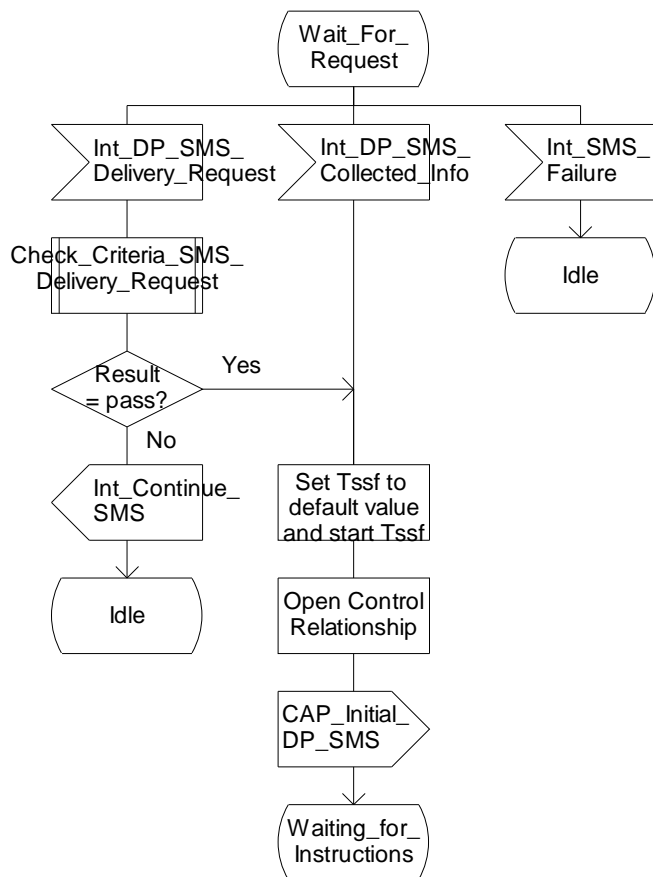 Wait_For_
Request
Int_DP_SMS_
Delivery_Request
Int_DP_SMS_
Collected_Info
Int_SMS_
Failure
Check_Criteria_SMS_
Delivery_Request
Idle
Result
= pass?
Yes
No
Int_Continue_
SMS
Set Tssf to
default value
and start Tssf
Idle
Open Control
Relationship
CAP_Initial_
DP_SMS
Waiting_for_
Instructions